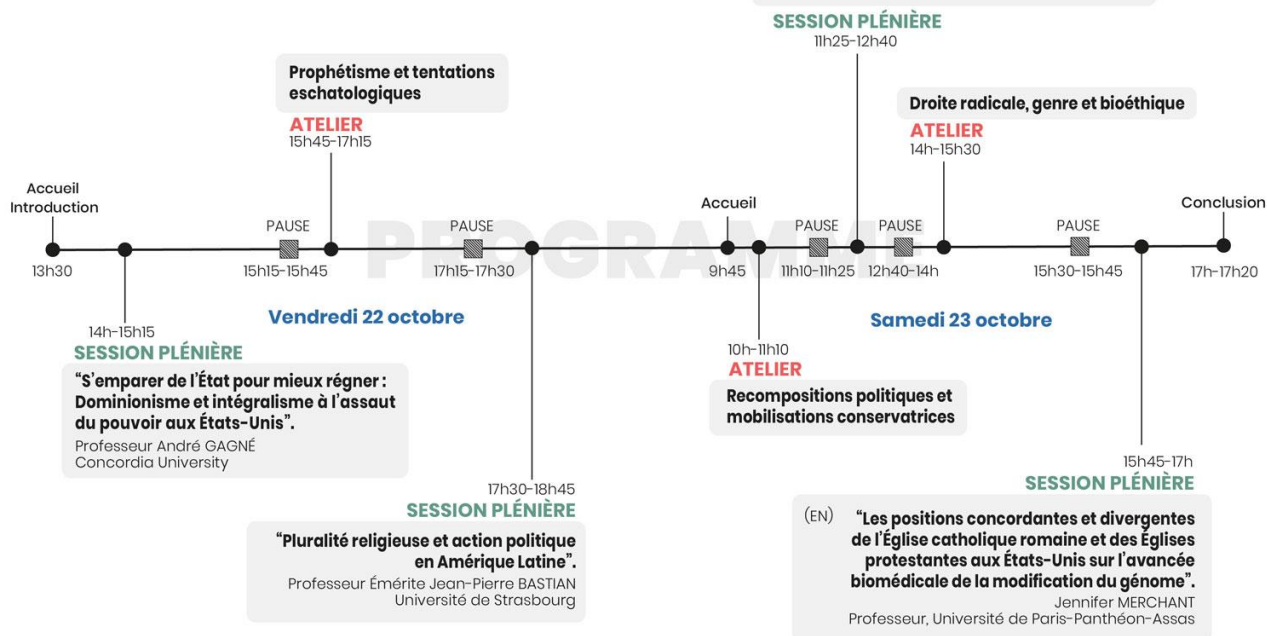 PROGRAMME
Accueil
Introduction
13h30
14h-15h15
SESSION PLÉNIÈRE
“S’emparer de l’État pour mieux régner :
Dominionisme et intégralisme à l’assaut
du pouvoir aux États-Unis”.
Professeur André GAGNÉ
Concordia University
PAUSE
15h15-15h45
Prophétisme et tentations
eschatologiques
ATELIER
15h45-17h15
PAUSE
17h15-17h30
Vendredi 22 octobre
17h30-18h45
SESSION PLÉNIÈRE
“Pluralité religieuse et action politique
en Amérique Latine”.
Professeur Émérite Jean-Pierre BASTIAN
Université de Strasbourg
Accueil
9h45
10h-11h10
ATELIER
Recompositions politiques et
mobilisations conservatrices
PAUSE
11h10-11h25
SESSION PLÉNIÈRE
11h25-12h40
PAUSE
12h40-14h
Droite radicale, genre et bioéthique
ATELIER
14h-15h30
Samedi 23 octobre
PAUSE
15h30-15h45
15h45-17h
SESSION PLÉNIÈRE
(EN) “Les positions concordantes et divergentes
de l’Église catholique romaine et des Églises
protestantes aux États-Unis sur l’avancée
biomédicale de la modification du génome”.
Jennifer MERCHANT
Professeur, Université de Paris-Panthéon-Assas
Conclusion
17h-17h20